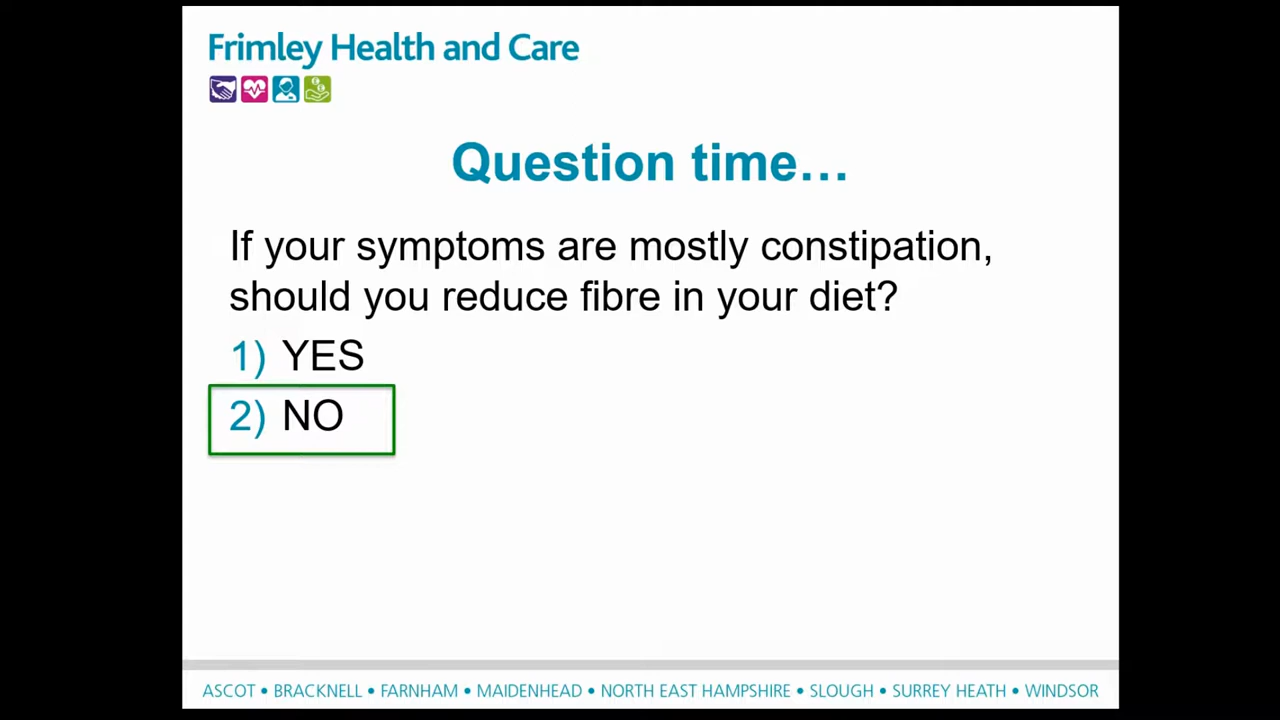 Frimley Health and Care
Question time…
If your symptoms are mostly constipation,
should you reduce fibre in your diet?
1) YES
2) NO
ASCOT • BRACKNELL • FARNHAM • MAIDENHEAD • NORTH EAST HAMPSHIRE • SLOUGH • SURREY HEATH • WINDSOR